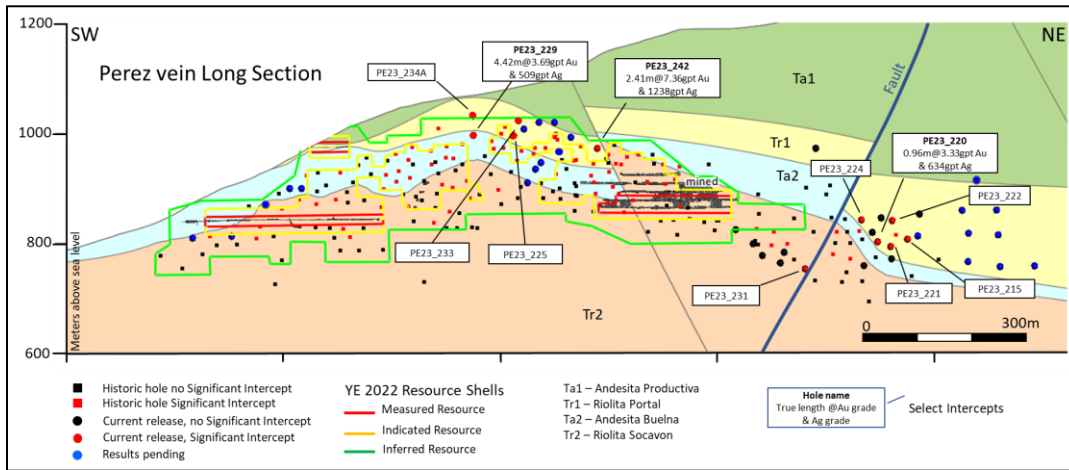 1200
SW
NE
Perez vein Long Section
PE23_234A
PE23_229
4.42m@3.69gpt Au
& 509gpt Ag
PE23_242
2.41m@7.36gpt Au
& 1238gpt Ag
Ta1
Fault
1000
Tr1
PE23_220
0.96m@3.33gpt Au
& 634gpt Ag
Ta2
PE23_224
mined
PE23_222
800
PE23_233
PE23_225
PE23_231
PE23_221
PE23_215
Tr2
0
300m
Meters above sea level
600
Historic hole no Significant Intercept
Historic hole Significant Intercept
Current release, no Significant Intercept
Current release, Significant Intercept
Results pending
YE 2022 Resource Shells
Measured Resource
Indicated Resource
Inferred Resource
Ta1 – Andesita Productiva
Tr1 – Riolita Portal
Ta2 – Andesita Buelna
Tr2 – Riolita Socavon
Hole name
True length @Au grade
& Ag grade
Select Intercepts